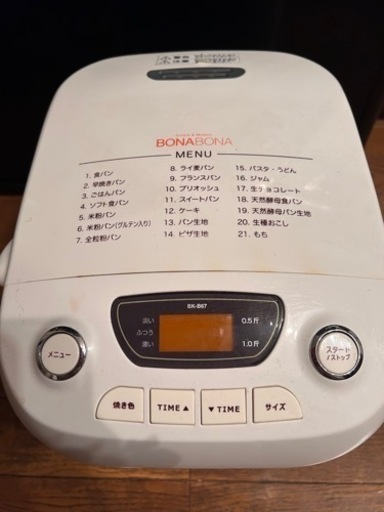 BONABONA
MENU
1. 食パン
2. 早焼きパン
3. ごはんパン
4. ソフト食パン
5. 米粉パン
6. 米粉パン(グルテン入り)
7. 全粒粉パン
8. ライ麦パン
9. フランスパン
10. ブリオッシュ
11. スイートパン
12. ケーキ
13. パン生地
14. ピザ生地
15. パスタ・うどん
16. ジャム
17. 生チョコレート
18. 天然酵母食パン
19. 天然酵母パン生地
20. 生種おこし
21. もち
BK-B67
淡い
ふつう
濃い
0.5斤
1.0斤
メニュー
スタート
/ストップ
焼き色
TIME ▲
▼ TIME
サイズ